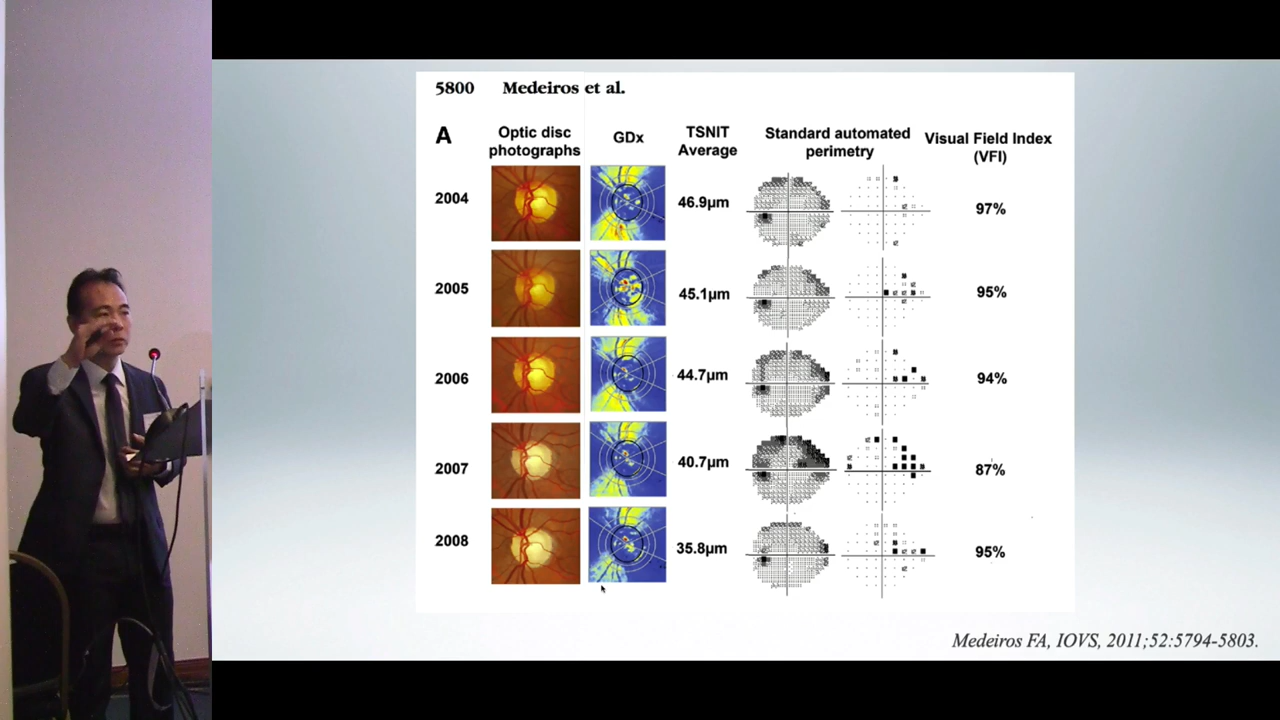 5800 Medeiros et al.
A
Optic disc photographs
GDx
TSNIT Average
Standard automated perimetry
Visual Field Index (VFI)
2004 46.9µm 97%
2005 45.1µm 95%
2006 44.7µm 94%
2007 40.7µm 87%
2008 35.8µm 95%
Medeiros FA, IOVS, 2011;52:5794-5803.